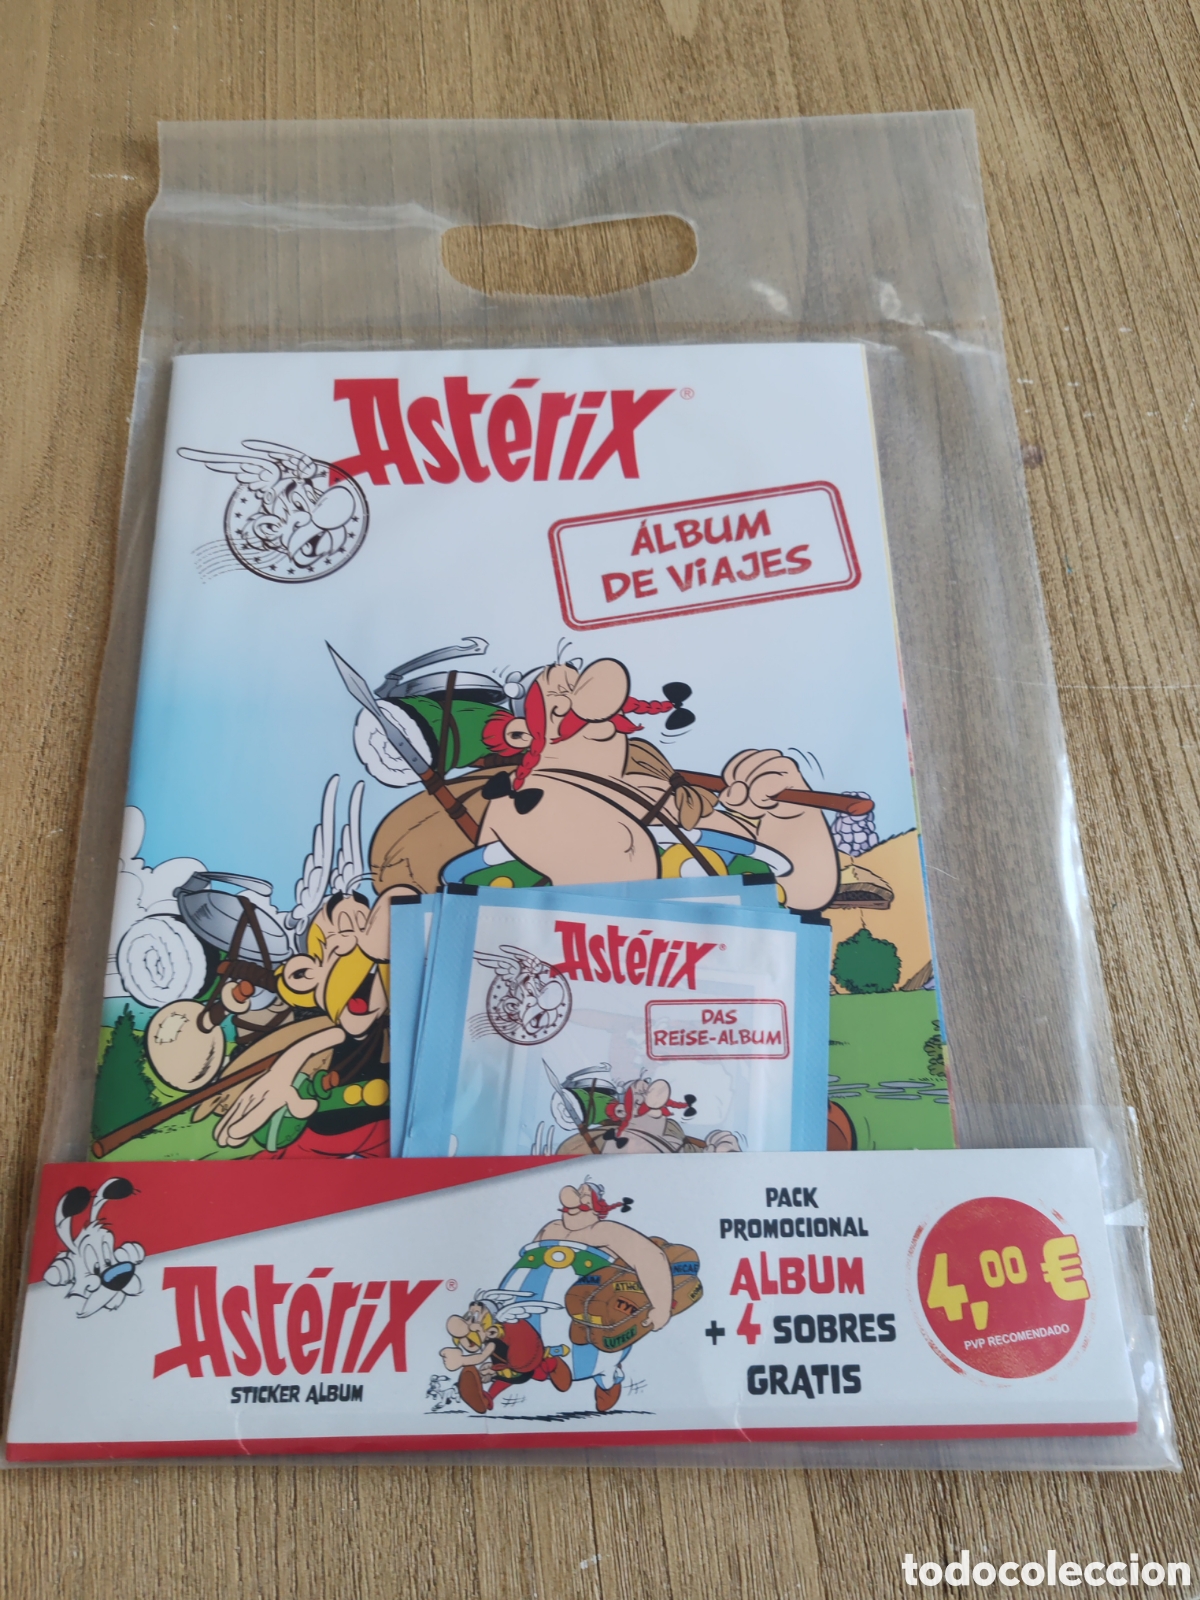 Astérix®
ÁLBUM
DE ViAJES
Astérix®
DAS
REiSE-ALBUM
Astérix®
STICKER ALBUM
LUTECE
PACK
PROMOCIONAL
ALBUM
+ 4 SOBRES
GRATIS
4,00 €
PVP RECOMENDADO
todocoleccion